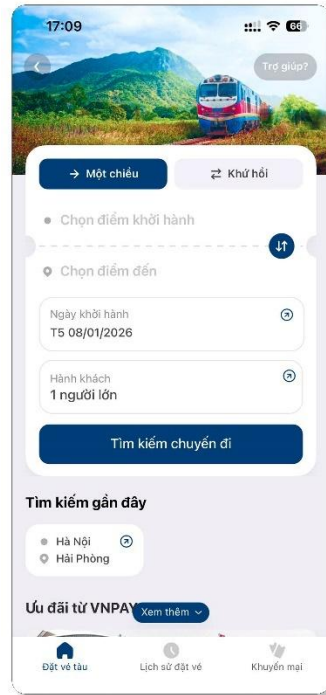 17:09
66
Trợ giúp?
Một chiều
Khứ hồi
Chọn điểm khởi hành
Chọn điểm đến
Ngày khởi hành
T5 08/01/2026
Hành khách
1 người lớn
Tìm kiếm chuyến đi
Tìm kiếm gần đây
Hà Nội
Hải Phòng
Ưu đãi từ VNPAY
Xem thêm
Đặt vé tàu
Lịch sử đặt vé
Khuyến mại